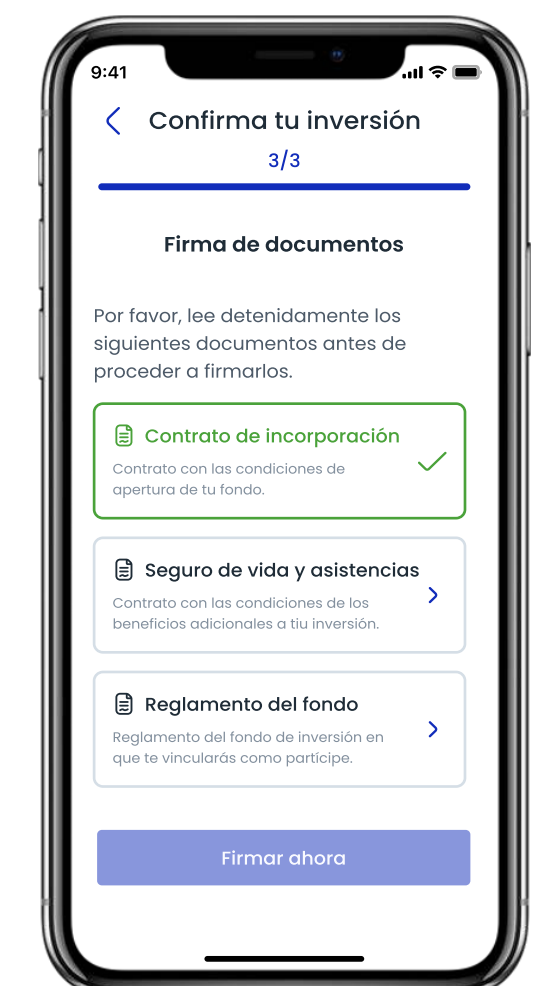 9:41
Confirma tu inversión
3/3
Firma de documentos
Por favor, lee detenidamente los
siguientes documentos antes de
proceder a firmarlos.
Contrato de incorporación
Contrato con las condiciones de
apertura de tu fondo.
Seguro de vida y asistencias
Contrato con las condiciones de los
beneficios adicionales a tiu inversión.
Reglamento del fondo
Reglamento del fondo de inversión en
que te vincularás como partícipe.
Firmar ahora